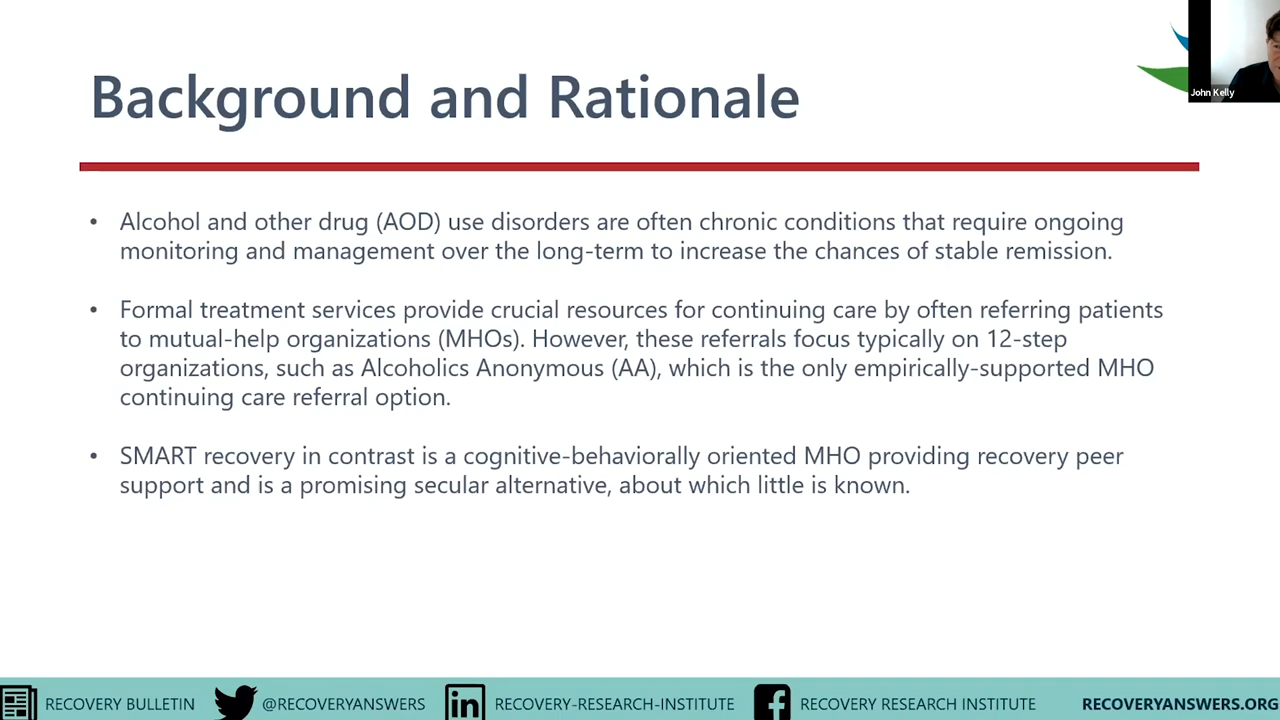 Background and Rationale
John Kelly
• Alcohol and other drug (AOD) use disorders are often chronic conditions that require ongoing
monitoring and management over the long-term to increase the chances of stable remission.
• Formal treatment services provide crucial resources for continuing care by often referring patients
to mutual-help organizations (MHOs). However, these referrals focus typically on 12-step
organizations, such as Alcoholics Anonymous (AA), which is the only empirically-supported MHO
continuing care referral option.
• SMART recovery in contrast is a cognitive-behaviorally oriented MHO providing recovery peer
support and is a promising secular alternative, about which little is known.
RECOVERY BULLETIN @RECOVERYANSWERS in RECOVERY-RESEARCH-INSTITUTE f RECOVERY RESEARCH INSTITUTE RECOVERYANSWERS.ORG